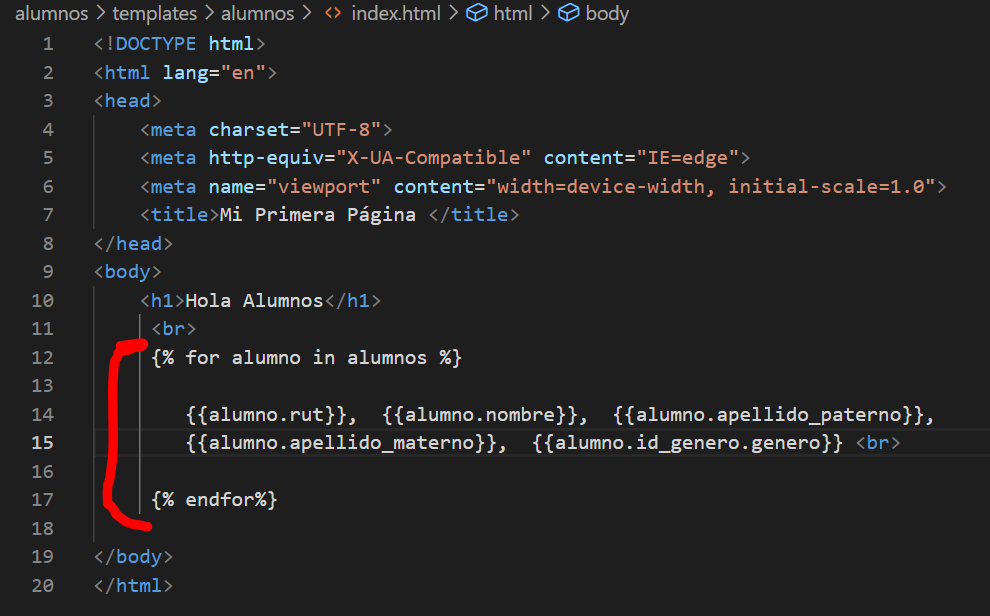 alumnos > templates > alumnos > <> index.html > html > body
1 <!DOCTYPE html>
2 <html lang="en">
3 <head>
4 <meta charset="UTF-8">
5 <meta http-equiv="X-UA-Compatible" content="IE=edge">
6 <meta name="viewport" content="width=device-width, initial-scale=1.0">
7 <title>Mi Primera Página </title>
8 </head>
9 <body>
10 <h1>Hola Alumnos</h1>
11 <br>
12 {% for alumno in alumnos %}
13
14 {{alumno.rut}}, {{alumno.nombre}}, {{alumno.apellido_paterno}},
15 {{alumno.apellido_materno}}, {{alumno.id_genero.genero}} <br>
16
17 {% endfor%}
18
19 </body>
20 </html>